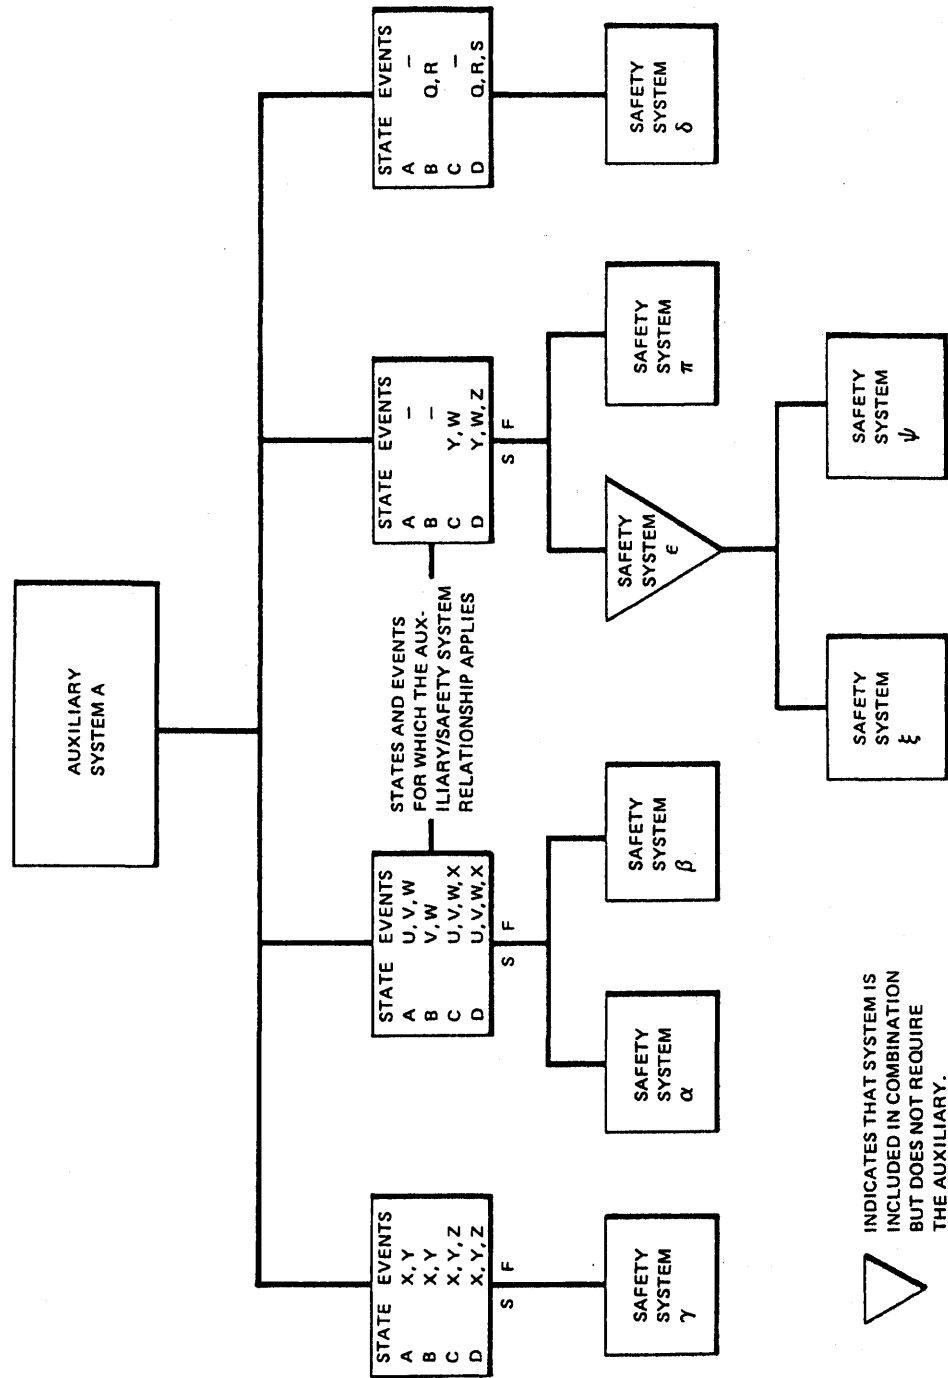 AUXILIARY
SYSTEM A
STATE EVENTS
A X,Y
B X,Y
C X,Y,Z
D X,Y,Z
S F
SAFETY
SYSTEM
γ
STATE EVENTS
A U,V,W
B V,W
C U,V,W,X
D U,V,W,X
S F
SAFETY
SYSTEM
α
SAFETY
SYSTEM
β
STATES AND EVENTS
FOR WHICH THE AUX-
ILIARY/SAFETY SYSTEM
RELATIONSHIP APPLIES
STATE EVENTS
A —
B —
C Y,W
D Y,W,Z
S F
SAFETY
SYSTEM
ε
SAFETY
SYSTEM
π
SAFETY
SYSTEM
ξ
SAFETY
SYSTEM
ψ
STATE EVENTS
A —
B Q,R
C —
D Q,R,S
SAFETY
SYSTEM
δ
INDICATES THAT SYSTEM IS
INCLUDED IN COMBINATION
BUT DOES NOT REQUIRE
THE AUXILIARY.